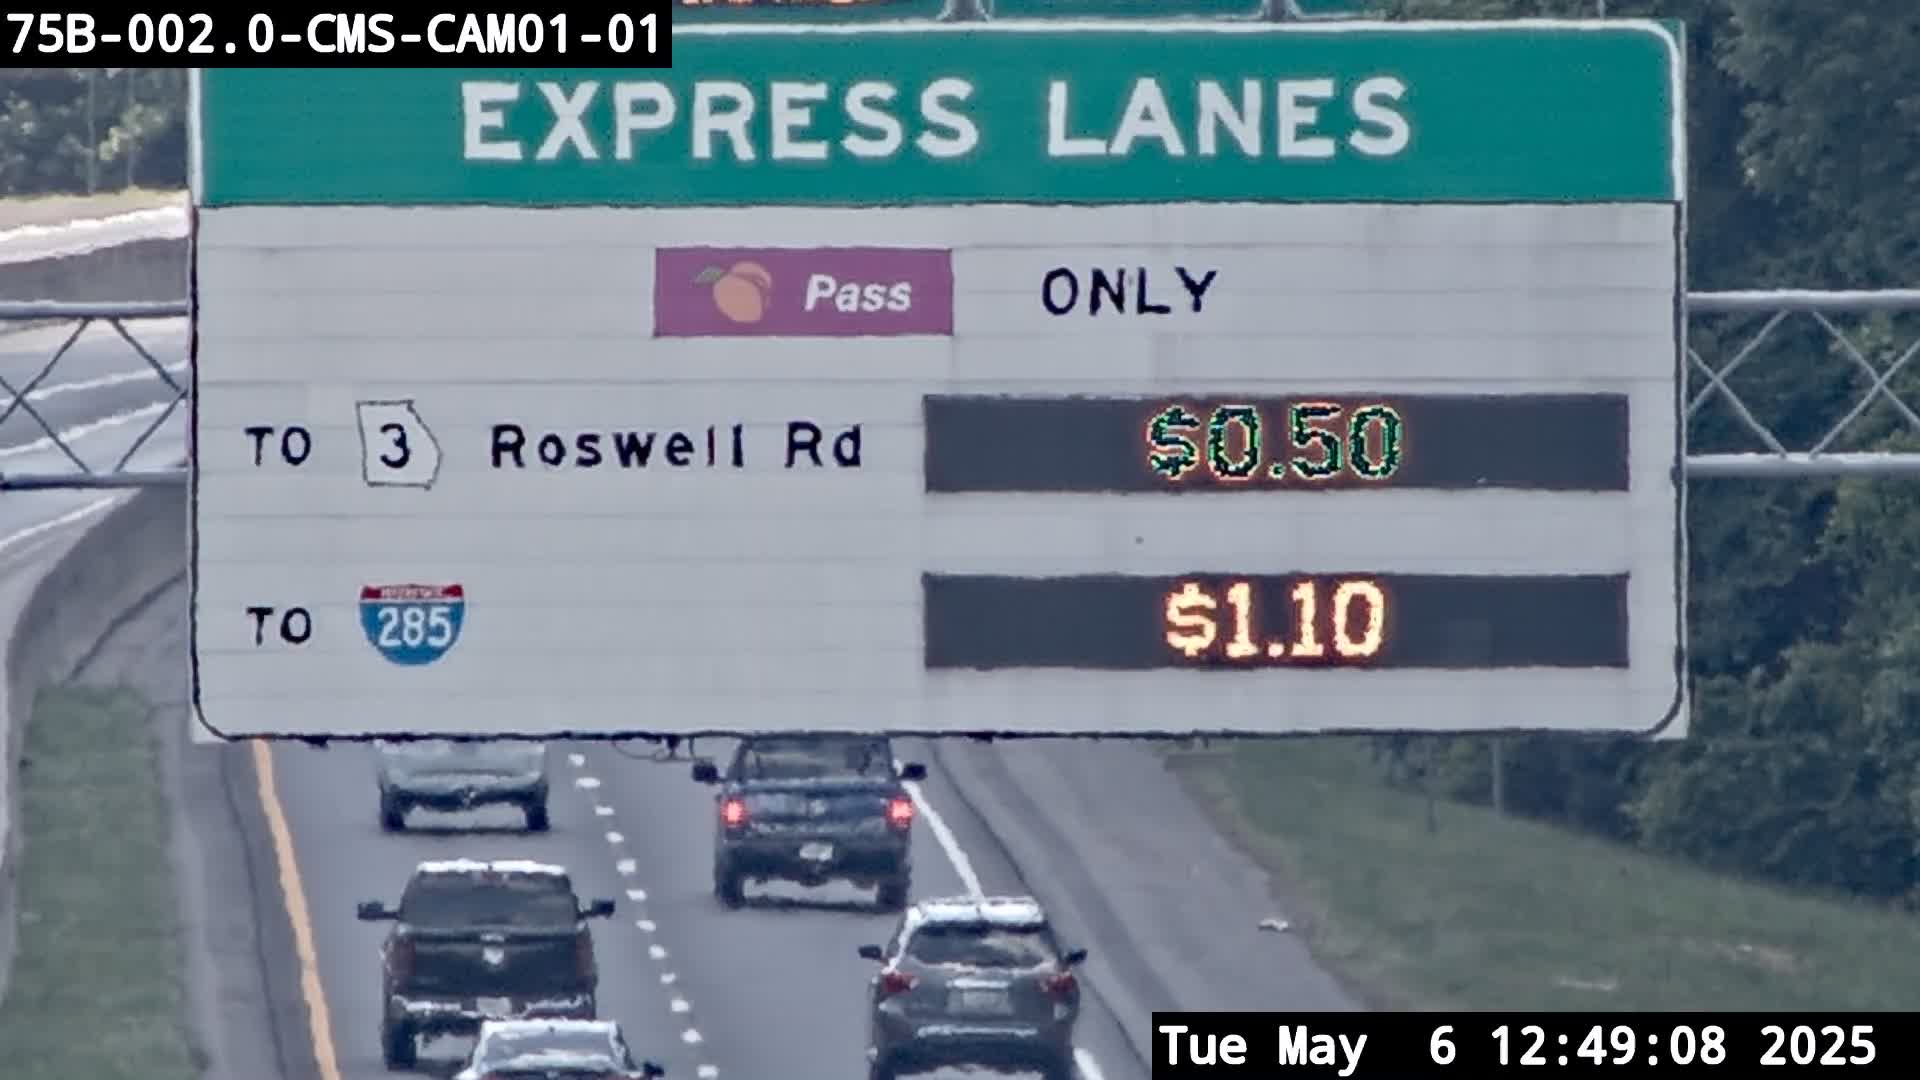 75B-002.0-CMS-CAM01-01
EXPRESS LANES
Pass ONLY
TO 3 Roswell Rd $0.50
TO 285 $1.10
Tue May 6 12:49:08 2025